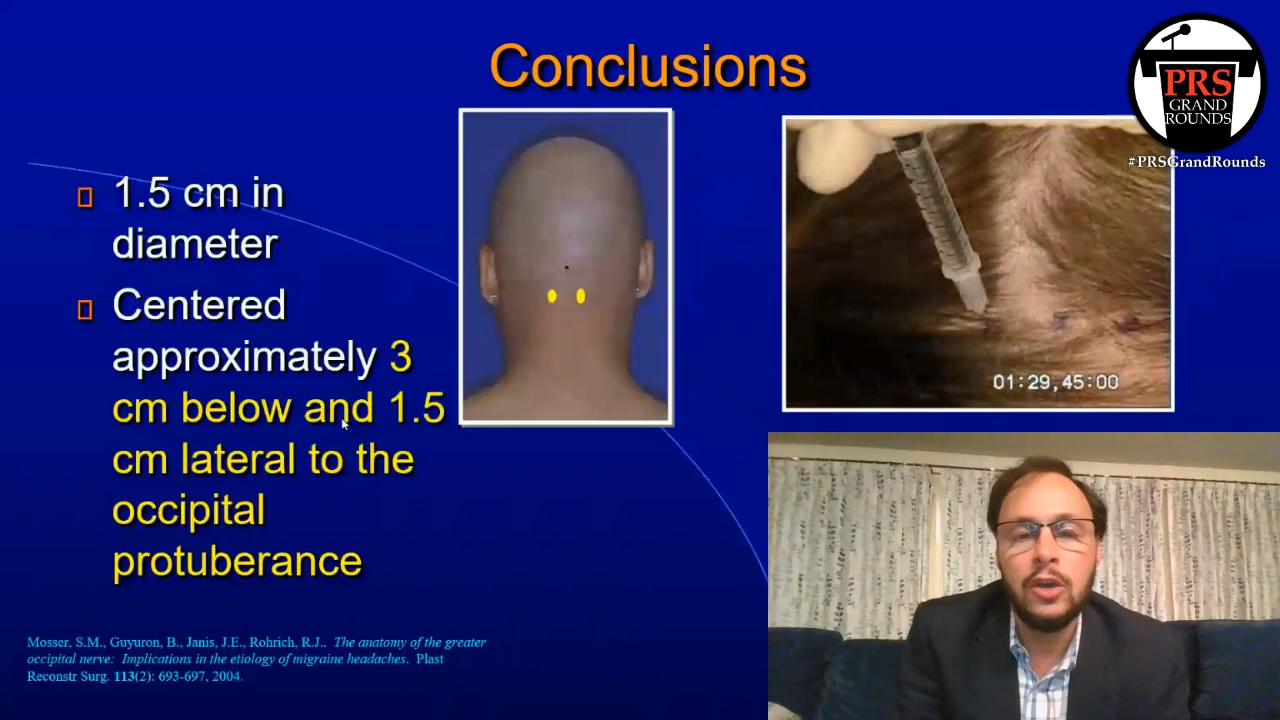 Conclusions
PRS
GRAND
ROUNDS
#PRSGrandRounds
1.5 cm in
diameter
Centered
approximately 3
cm below and 1.5
cm lateral to the
occipital
protuberance
01:29,45:00
Mosser, S.M., Guyuron, B., Janis, J.E., Rohrich, R.J.. The anatomy of the greater
occipital nerve: Implications in the etiology of migraine headaches. Plast
Reconstr Surg. 113(2): 693-697, 2004.